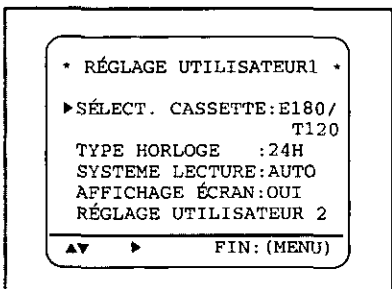 * RÉGLAGE UTILISATEUR1 *
▶SÉLECT. CASSETTE:E180/
T120
TYPE HORLOGE :24H
SYSTEME LECTURE:AUTO
AFFICHAGE ÉCRAN:OUI
RÉGLAGE UTILISATEUR 2
▲▼ ▶ FIN:(MENU)